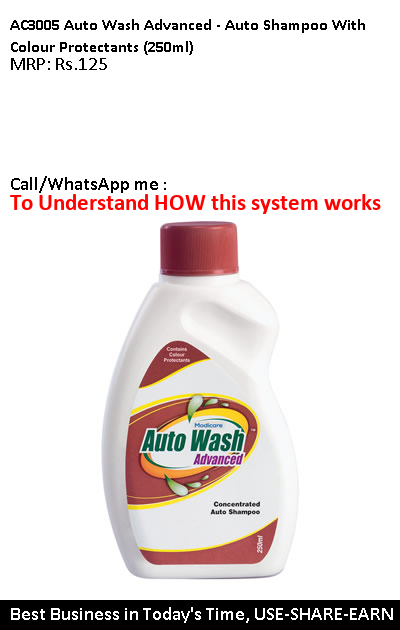 AC3005 Auto Wash Advanced - Auto Shampoo With
Colour Protectants (250ml)
MRP: Rs.125
Call/WhatsApp me :
To Understand HOW this system works
Contains
Colour
Protectants
Modicare
Auto Wash
TM
Advanced
Concentrated
Auto Shampoo
250ml
Best Business in Today's Time, USE-SHARE-EARN